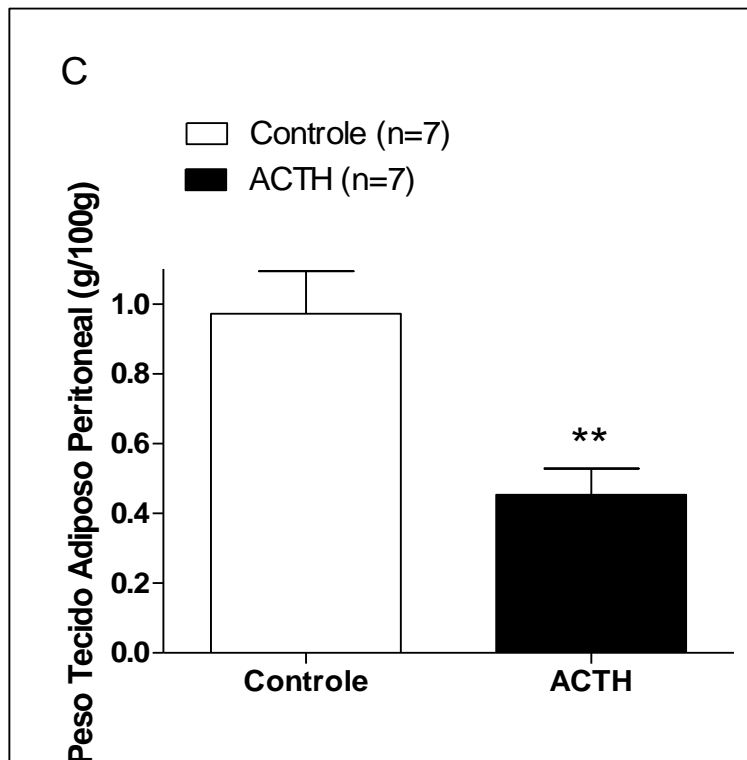 C
Controle (n=7)
ACTH (n=7)
Peso Tecido Adiposo Peritoneal (g/100g)
1.0
0.8
0.6
0.4
0.2
0.0
**
Controle
ACTH